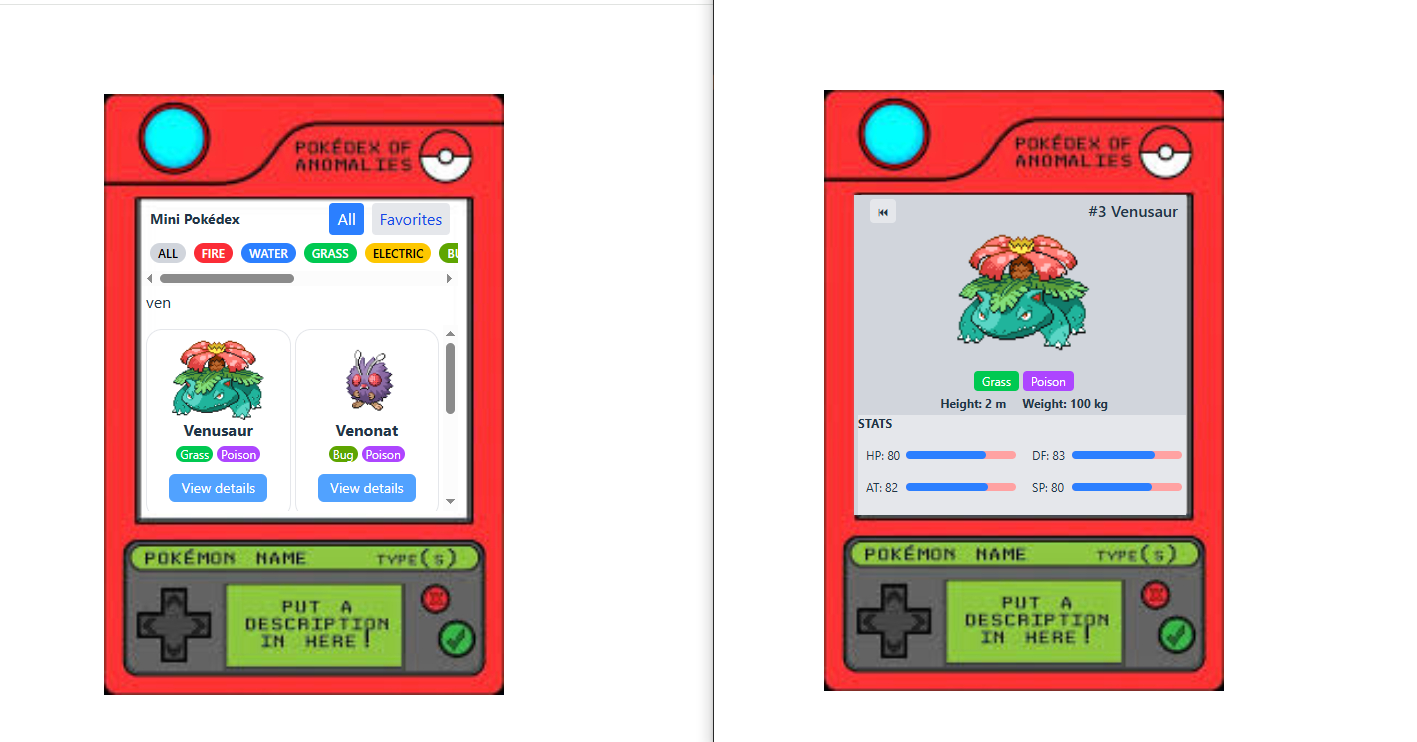 POKÉDEX OF
ANOMALIES
Mini Pokédex All Favorites
ALL FIRE WATER GRASS ELECTRIC BU
ven
Venusaur
Grass Poison
View details
Venonat
Bug Poison
View details
POKÉMON NAME TYPE(S)
PUT A
DESCRIPTION
IN HERE!
POKÉDEX OF
ANOMALIES
#3 Venusaur
Grass Poison
Height: 2 m Weight: 100 kg
STATS
HP: 80 DF: 83
AT: 82 SP: 80
POKÉMON NAME TYPE(S)
PUT A
DESCRIPTION
IN HERE!